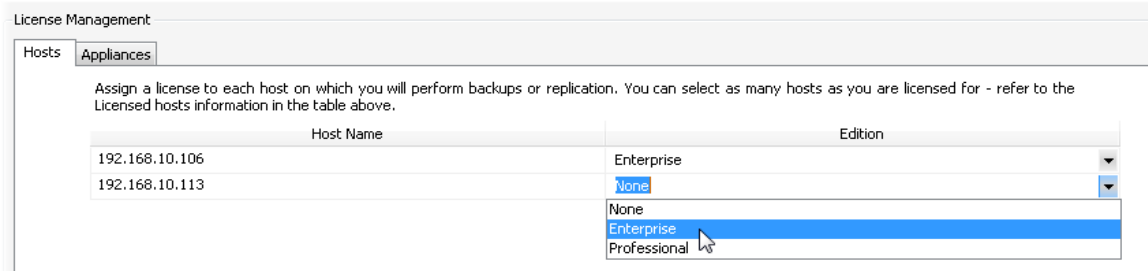 License Management
Hosts Appliances
Assign a license to each host on which you will perform backups or replication. You can select as many hosts as you are licensed for - refer to the
Licensed hosts information in the table above.
Host Name Edition
192.168.10.106 Enterprise
192.168.10.113 None
None
Enterprise
Professional